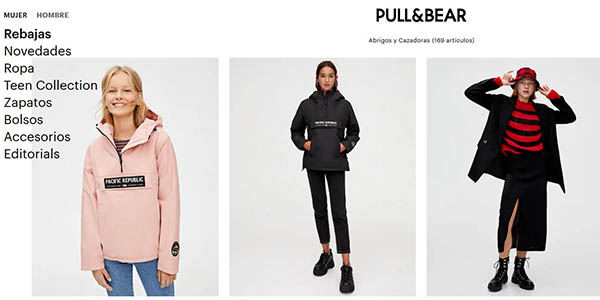 MUJER HOMBRE
PULL&BEAR
Abrigos y Cazadoras (169 artículos)
Rebajas
Novedades
Ropa
Teen Collection
Zapatos
Bolsos
Accesorios
Editorials
PACIFIC REPUBLIC
PACIFIC REPUBLIC